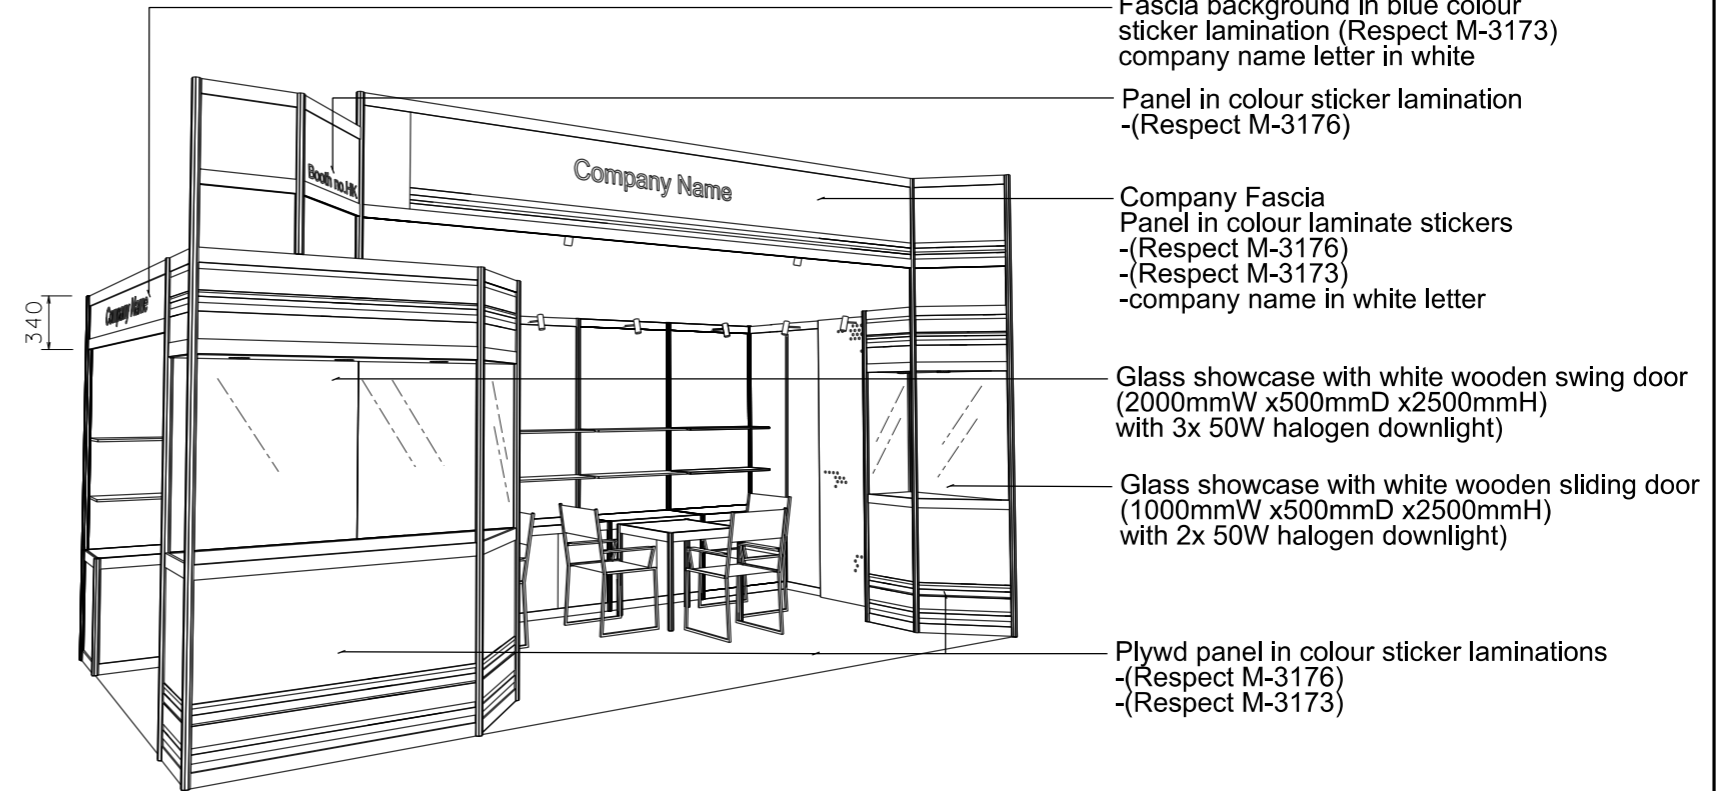 Fascia background in blue colour
sticker lamination (Respect M-3173)
company name letter in white
Panel in colour sticker lamination
-(Respect M-3176)
Company Fascia
Panel in colour laminate stickers
-(Respect M-3176)
-(Respect M-3173)
-company name in white letter
Glass showcase with white wooden swing door
(2000mmW x500mmD x2500mmH)
with 3x 50W halogen downlight)
Glass showcase with white wooden sliding door
(1000mmW x500mmD x2500mmH)
with 2x 50W halogen downlight)
Plywd panel in colour sticker laminations
-(Respect M-3176)
-(Respect M-3173)
Company Name
Booth no.HK
Company Name
340